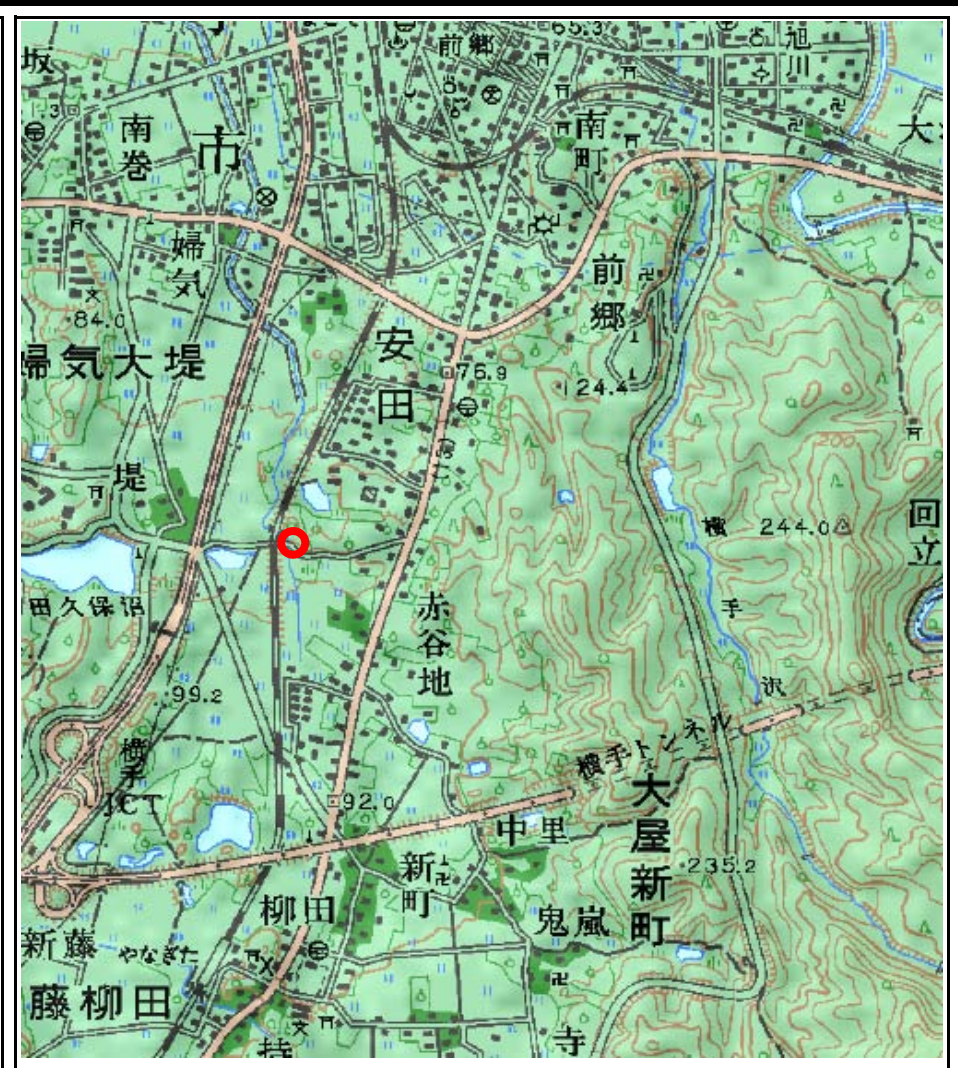 前郷
65.3
旭川
坂
南巻
市
南町
婦気
前郷
84.0
安田
婦気大堤
76.9
124.4
堤
横
244.0
回立
手
田久保沼
赤谷地
沢
99.2
横手トンネル
横手
JCT
92.0
大屋新町
中里
235.2
新町
柳田
鬼嵐
新藤
やなぎた
藤柳田
寺
持